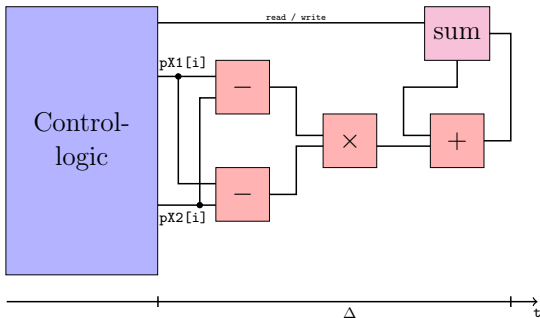 read / write
sum
pX1[i]
−
Control-
logic
×
+
−
pX2[i]
Δ
t